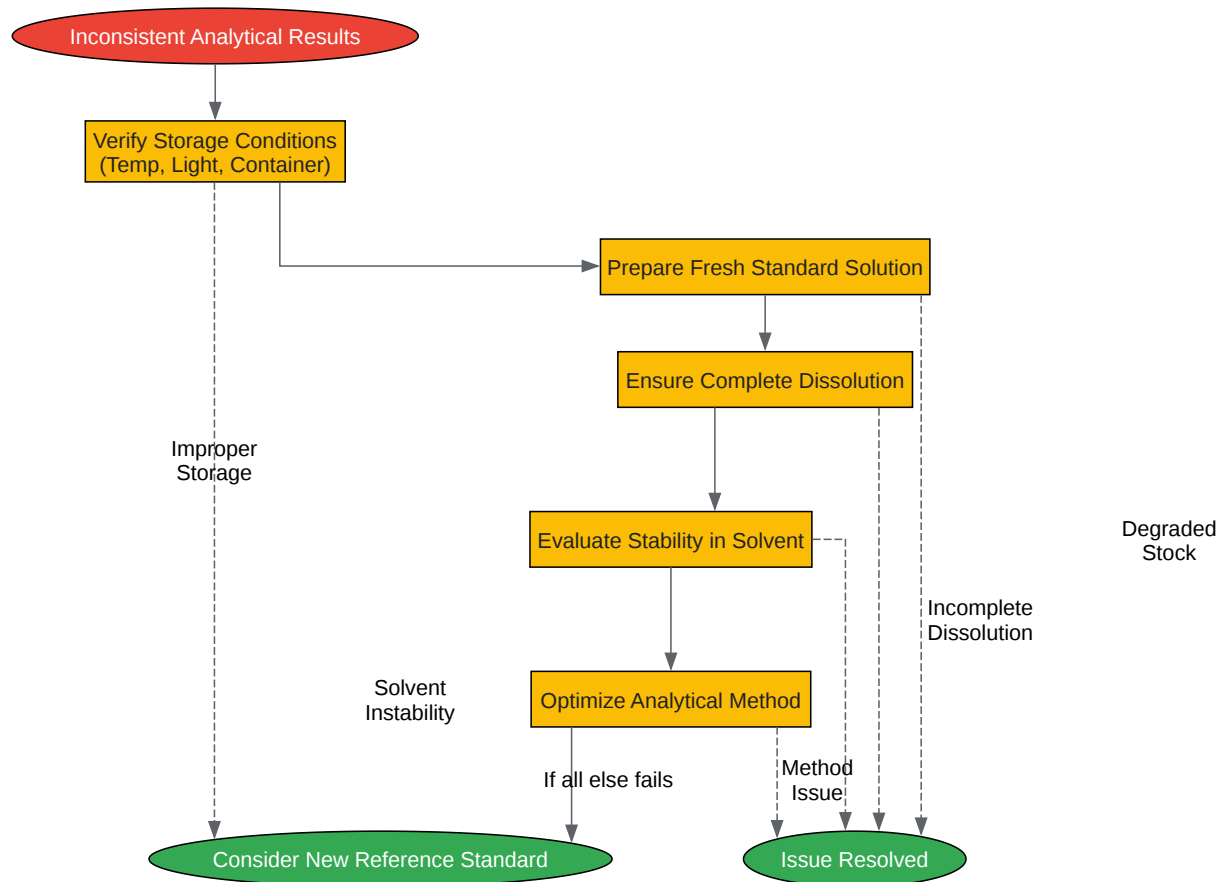 Inconsistent Analytical Results
Verify Storage Conditions
(Temp, Light, Container)
Prepare Fresh Standard Solution
Ensure Complete Dissolution
Improper
Storage
Evaluate Stability in Solvent
Degraded
Stock
Incomplete
Dissolution
Solvent
Instability
Optimize Analytical Method
If all else fails
Method
Issue
Consider New Reference Standard
Issue Resolved